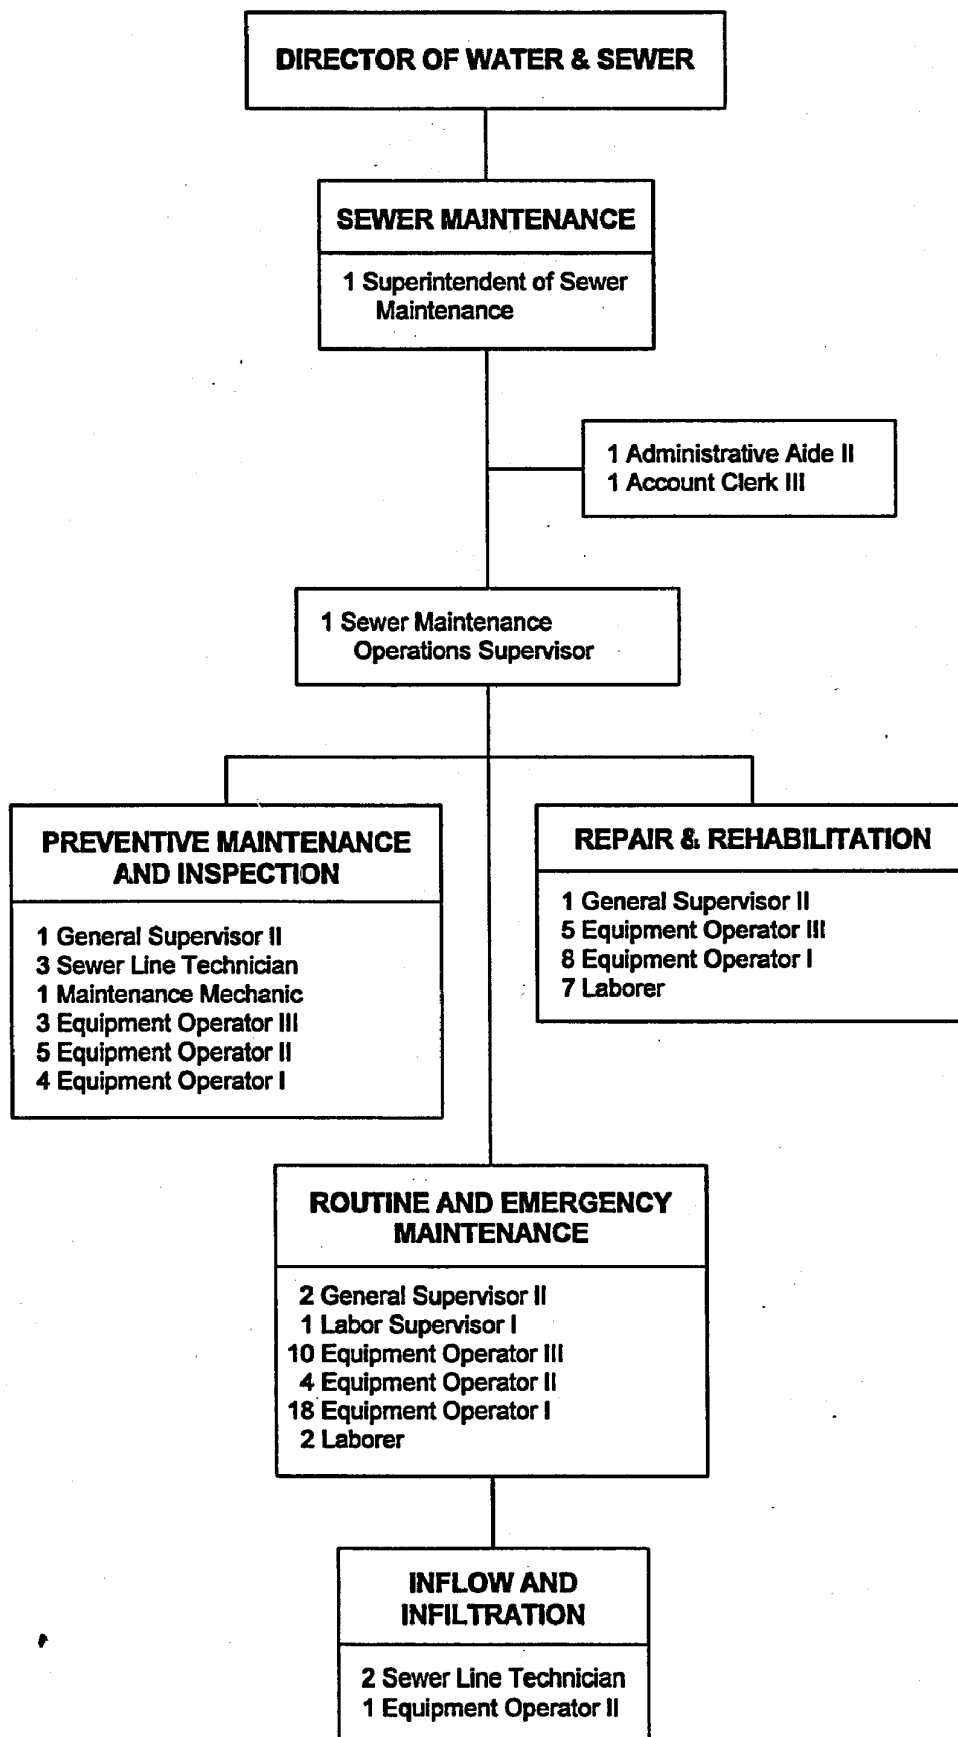 DIRECTOR OF WATER & SEWER
SEWER MAINTENANCE
1 Superintendent of Sewer
Maintenance
1 Administrative Aide II
1 Account Clerk III
1 Sewer Maintenance
Operations Supervisor
PREVENTIVE MAINTENANCE
AND INSPECTION
1 General Supervisor II
3 Sewer Line Technician
1 Maintenance Mechanic
3 Equipment Operator III
5 Equipment Operator II
4 Equipment Operator I
REPAIR & REHABILITATION
1 General Supervisor II
5 Equipment Operator III
8 Equipment Operator I
7 Laborer
ROUTINE AND EMERGENCY
MAINTENANCE
2 General Supervisor II
1 Labor Supervisor I
10 Equipment Operator III
4 Equipment Operator II
18 Equipment Operator I
2 Laborer
INFLOW AND
INFILTRATION
2 Sewer Line Technician
1 Equipment Operator II